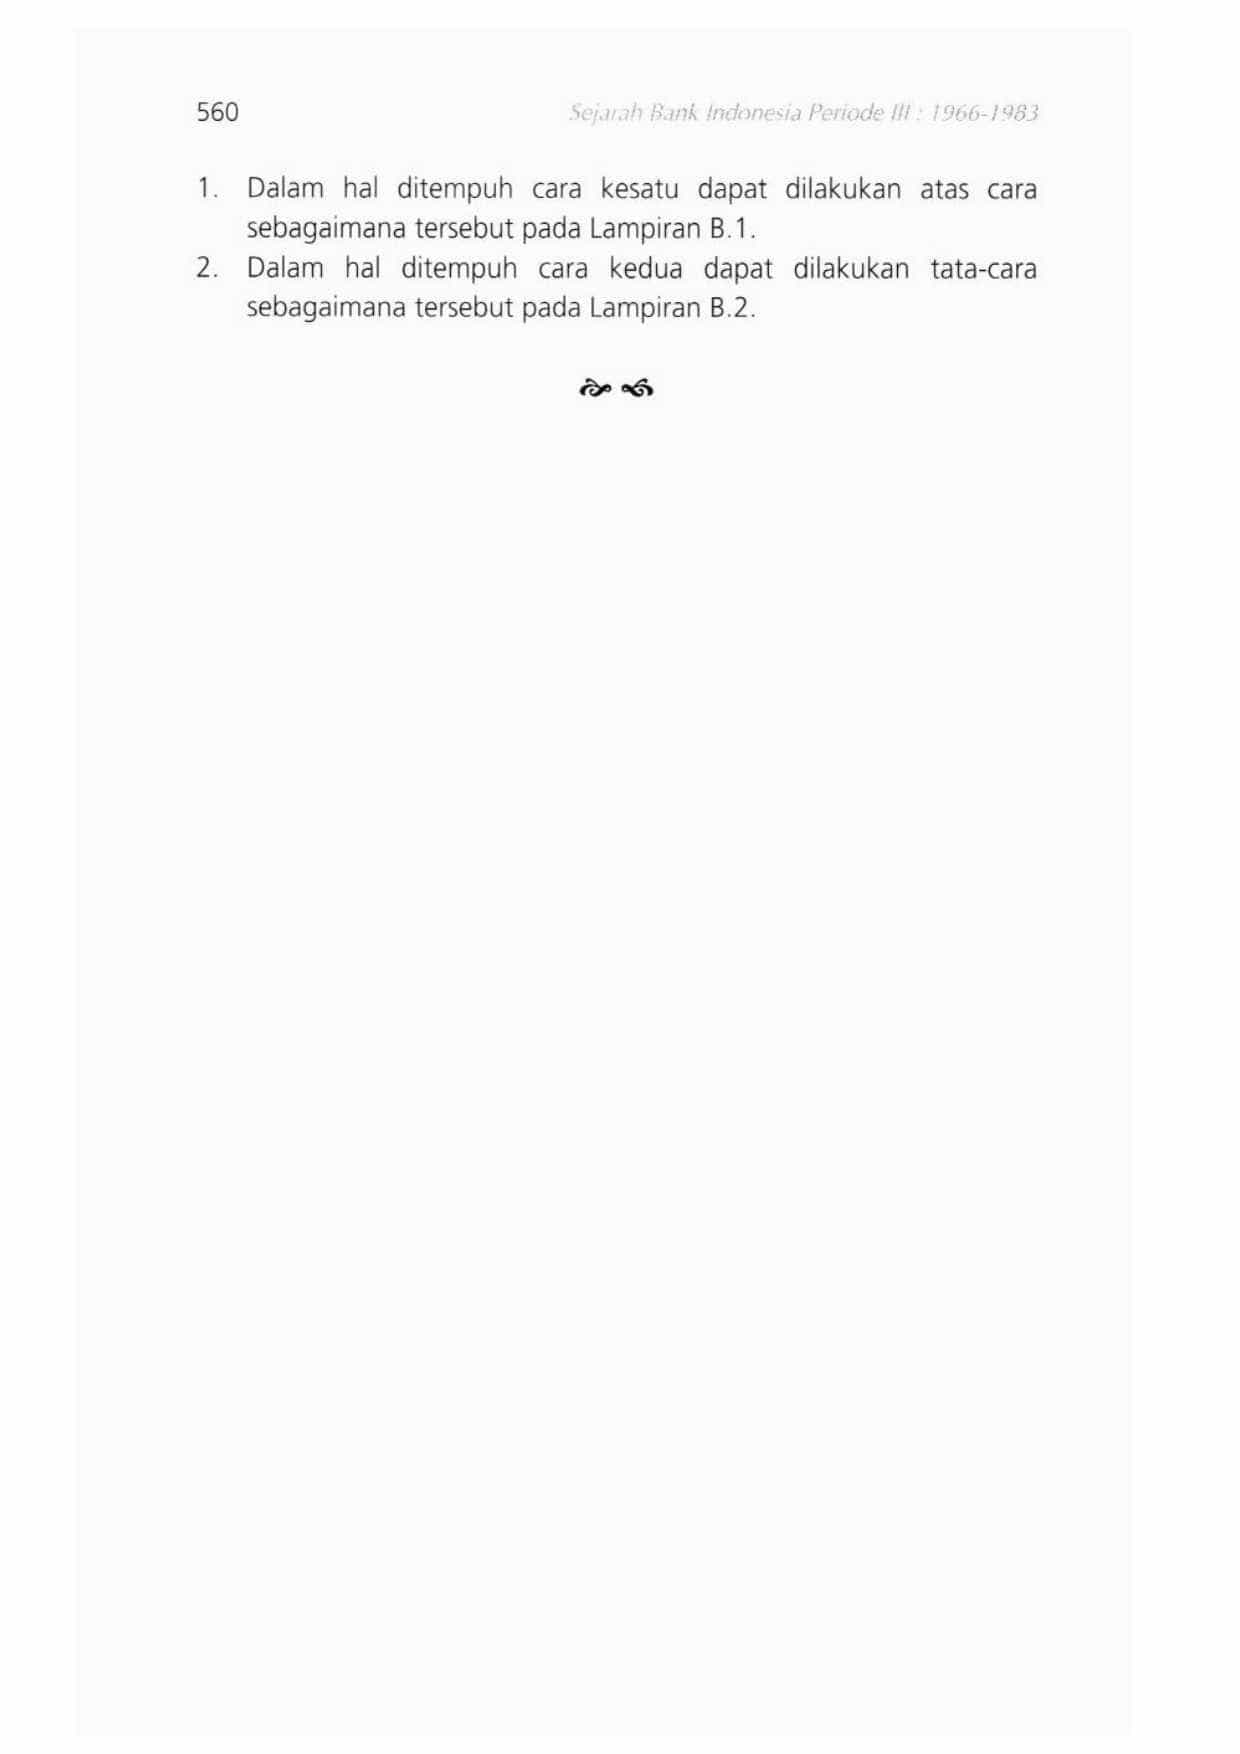 560 Sejarah Bank Indonesia Periode III : 1966-1983
1. Dalam hal ditempuh cara kesatu dapat dilakukan atas cara
sebagaimana tersebut pada Lampiran B.1.
2. Dalam hal ditempuh cara kedua dapat dilakukan tata-cara
sebagaimana tersebut pada Lampiran B.2.